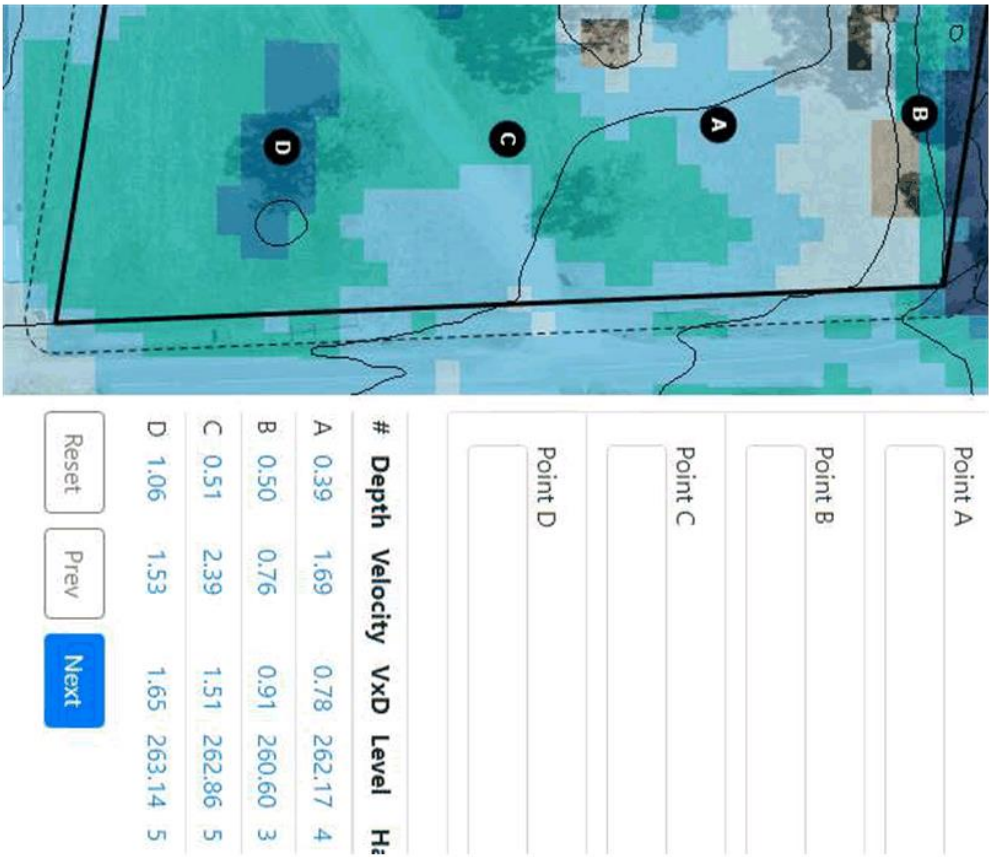 D
C
A
B
Point A
Point B
Point C
Point D
# Depth Velocity VxD Level Ha
A 0.39 1.69 0.78 262.17 4
B 0.50 0.76 0.91 260.60 3
C 0.51 2.39 1.51 262.86 5
D 1.06 1.53 1.65 263.14 5
Reset Prev Next